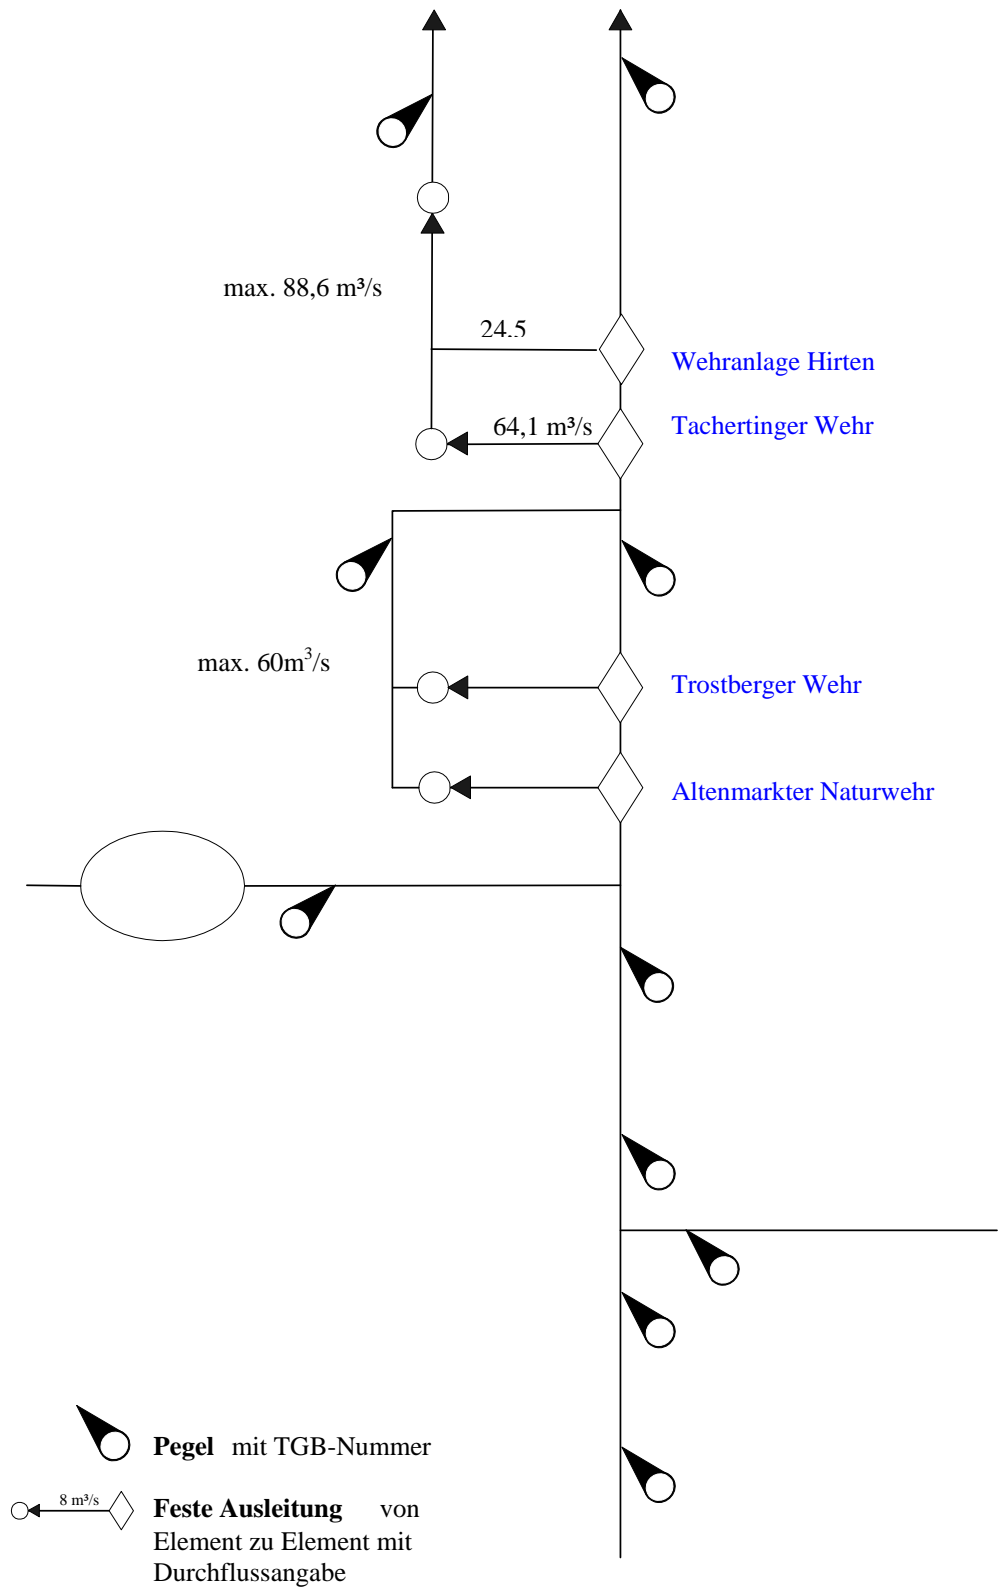 max. 88,6 m³/s
24.5
Wehranlage Hirten
64,1 m³/s
Tachertinger Wehr
max. 60m³/s
Trostberger Wehr
Altenmarkter Naturwehr
Pegel mit TGB-Nummer
8 m³/s
Feste Ausleitung von
Element zu Element mit
Durchflussangabe